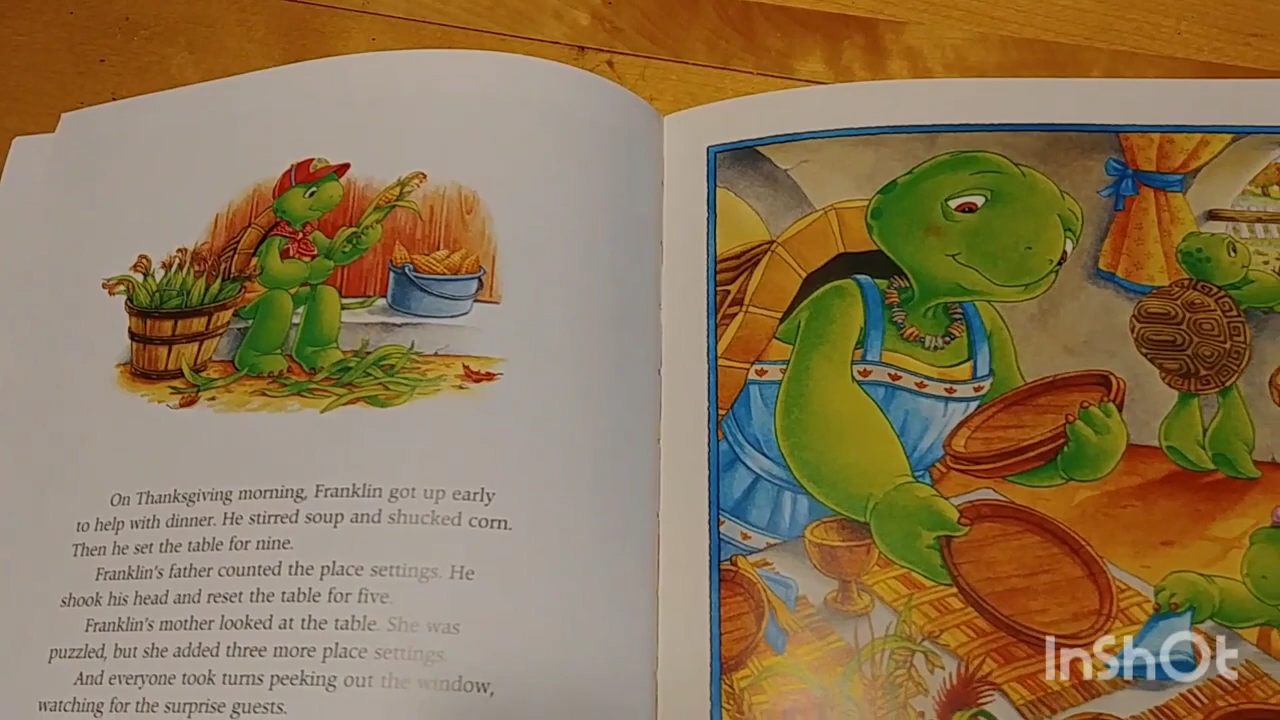 On Thanksgiving morning, Franklin got up early
to help with dinner. He stirred soup and shucked corn.
Then he set the table for nine.
Franklin's father counted the place settings. He
shook his head and reset the table for five.
Franklin's mother looked at the table. She was
puzzled, but she added three more place settings.
And everyone took turns peeking out the window,
watching for the surprise guests.
InShOt